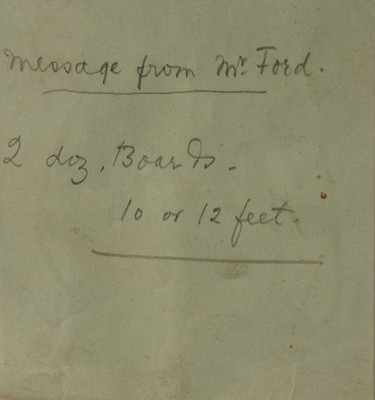 Message from Mr. Ford.
2 doz. Boards.
10 or 12 feet.